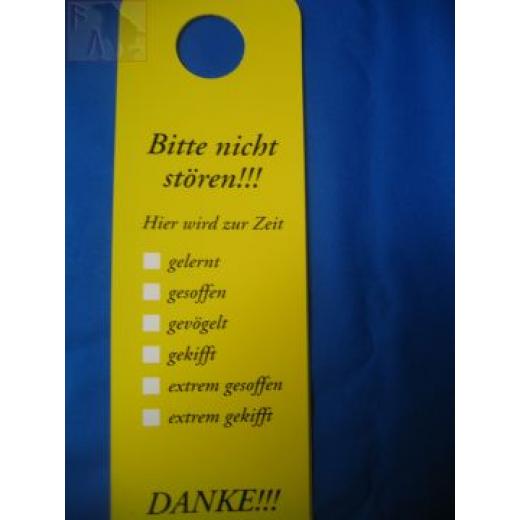 Bitte nicht
stören!!!
Hier wird zur Zeit
gelernt
gesoffen
gevögelt
gekifft
extrem gesoffen
extrem gekifft
DANKE!!!